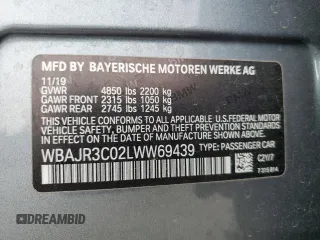 MFD BY BAYERISCHE MOTOREN WERKE AG
11/19
GVWR 4850 lbs 2200 kg
GAWR FRONT 2315 lbs 1050 kg
GAWR REAR 2745 lbs 1245 kg
THIS VEHICLE CONFORMS TO ALL APPLICABLE U.S. FEDERAL MOTOR
VEHICLE SAFETY, BUMPER, AND THEFT PREVENTION STANDARDS IN
EFFECT ON THE DATE OF MANUFACTURE SHOWN ABOVE.
WBAJR3C02LWW69439 TYPE: PASSENGER CAR
© CARDBASE.BID